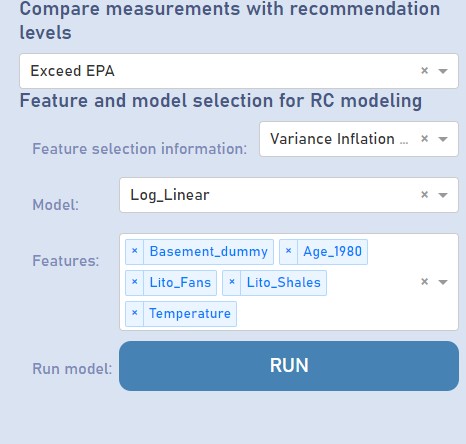 Compare measurements with recommendation
levels
Exceed EPA × 
Feature and model selection for RC modeling
Feature selection information: Variance Inflation ... ×
Model: Log_Linear ×
Features: × Basement_dummy × Age_1980
× Lito_Fans × Lito_Shales ×
× Temperature
Run model: RUN